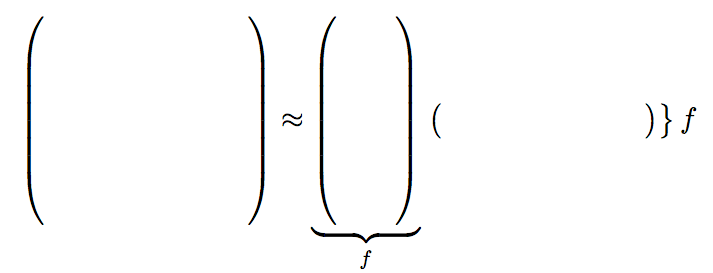 ( ) ≈ ( ) ( ) } f
f